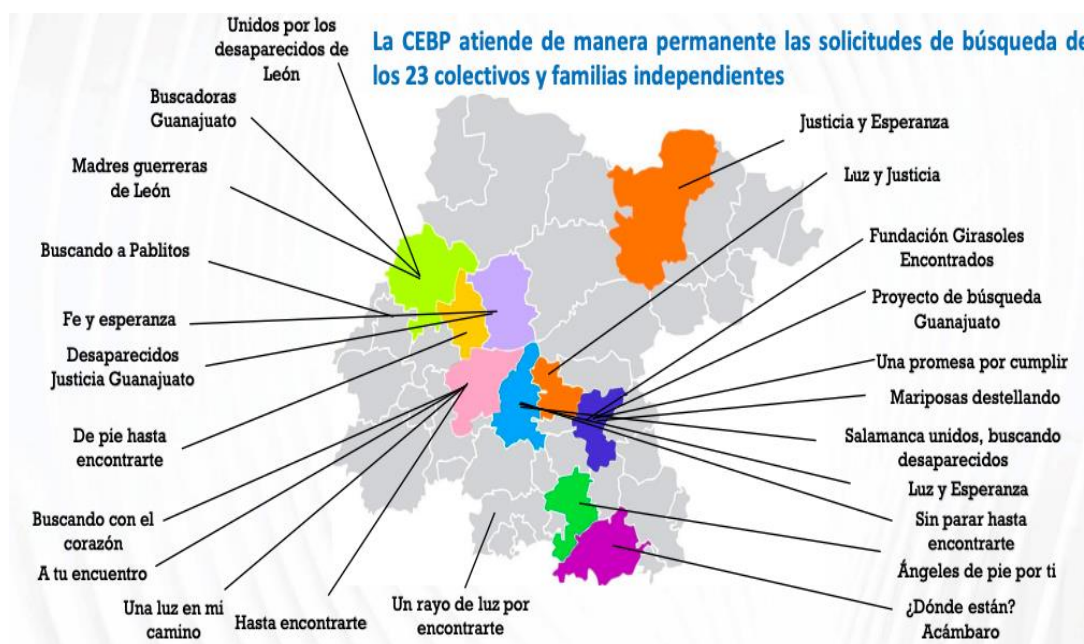 Unidos por los
desaparecidos de
León
La CEBP atiende de manera permanente las solicitudes de búsqueda de
los 23 colectivos y familias independientes
Buscadoras
Guanajuato
Madres guerreras
de León
Buscando a Pablitos
Fe y esperanza
Desaparecidos
Justicia Guanajuato
De pie hasta
encontrarte
Buscando con el
corazón
A tu encuentro
Una luz en mi
camino
Hasta encontrarte
Un rayo de luz por
encontrarte
Justicia y Esperanza
Luz y Justicia
Fundación Girasoles
Encontrados
Proyecto de búsqueda
Guanajuato
Una promesa por cumplir
Mariposas destellando
Salamanca unidos, buscando
desaparecidos
Luz y Esperanza
Sin parar hasta
encontrarte
Ángeles de pie por ti
¿Dónde están?
Acámbaro